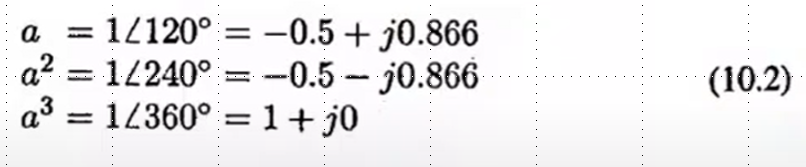 a = 1∠120° = −0.5 + j0.866
a² = 1∠240° = −0.5 − j0.866 (10.2)
a³ = 1∠360° = 1 + j0